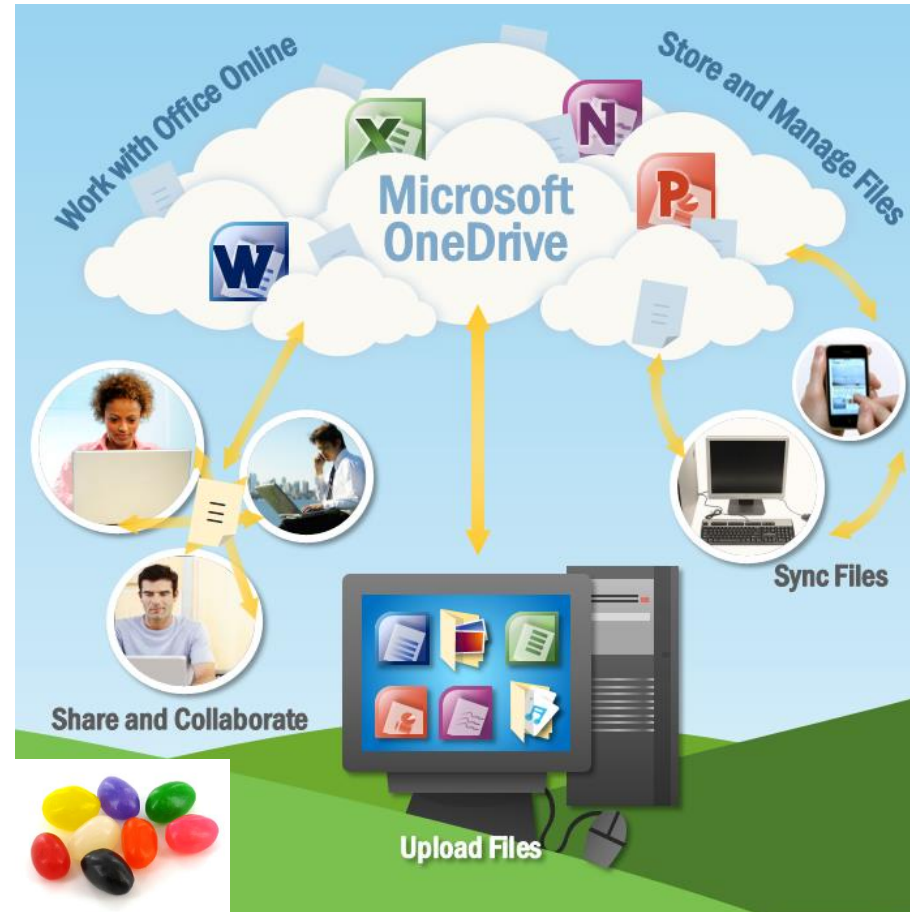 Work with Office Online
Store and Manage Files
X
N
Microsoft
OneDrive
P
W
Sync Files
Share and Collaborate
Upload Files